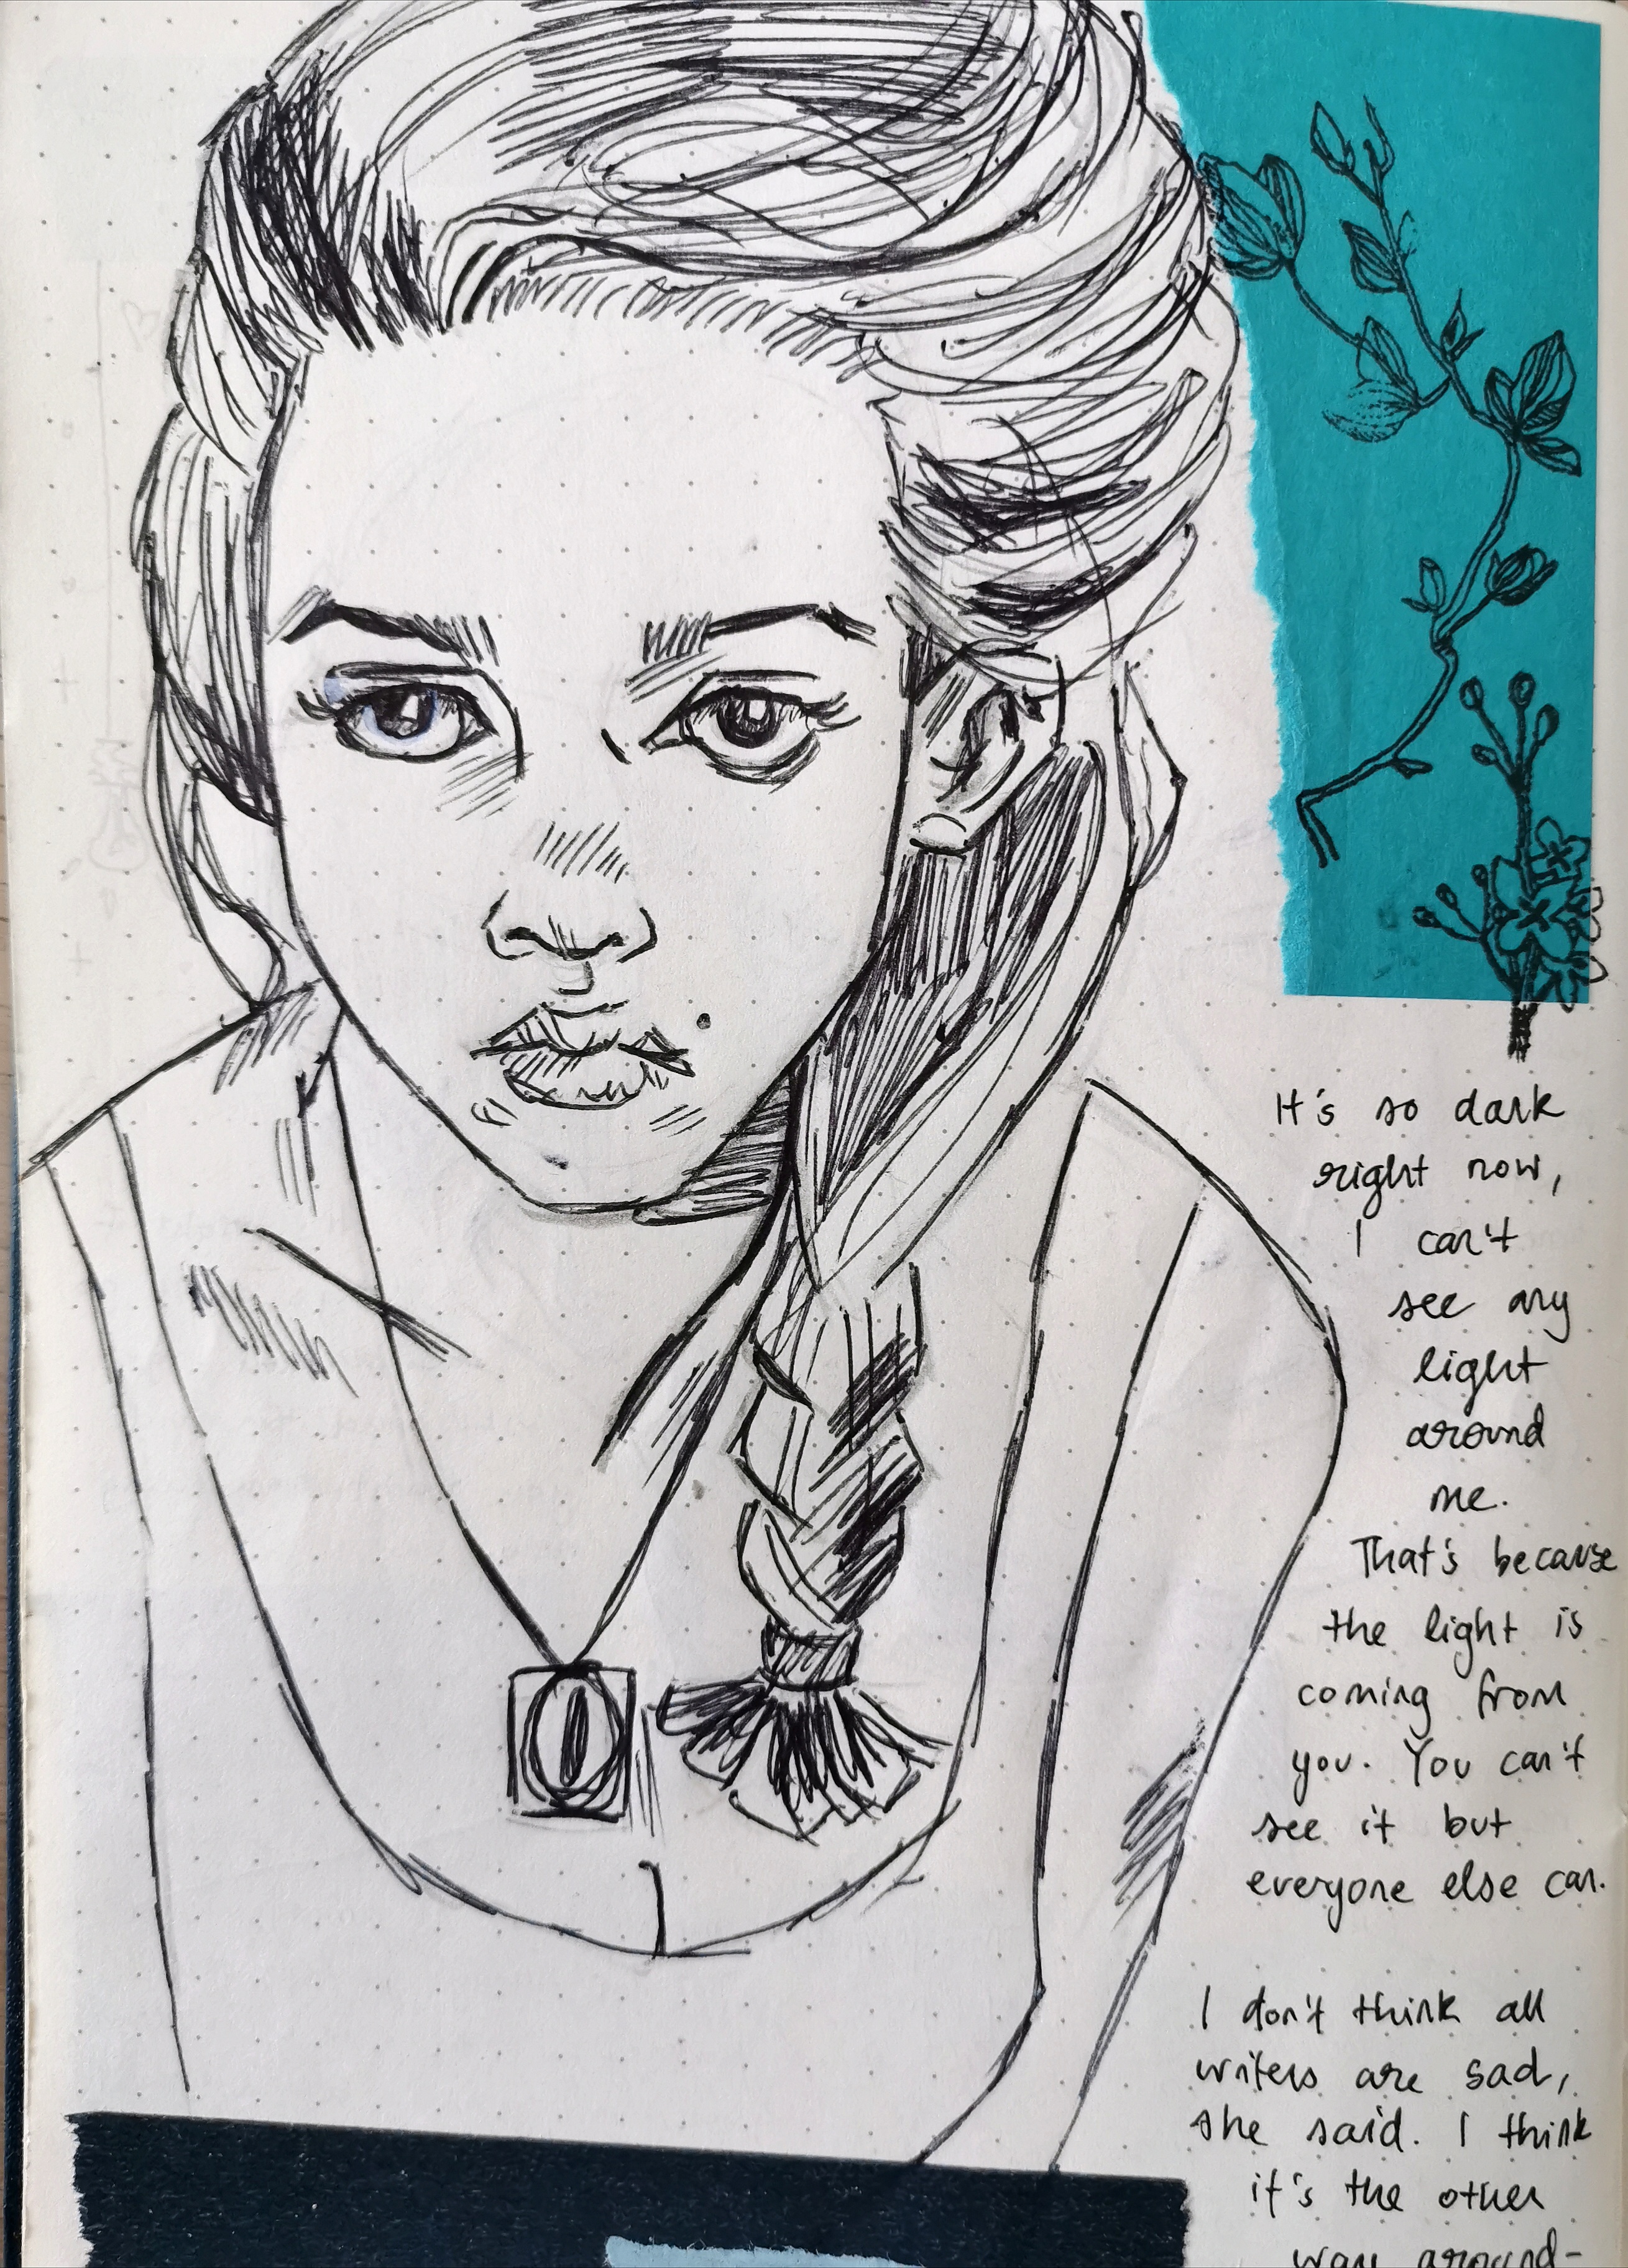 It's so dark
right now,
I can't
see any
light
around
me.
That's because
the light is
coming from
you. You can't
see it but
everyone else can.
I don't think all
writers are sad,
she said. I think
it's the other
way around-